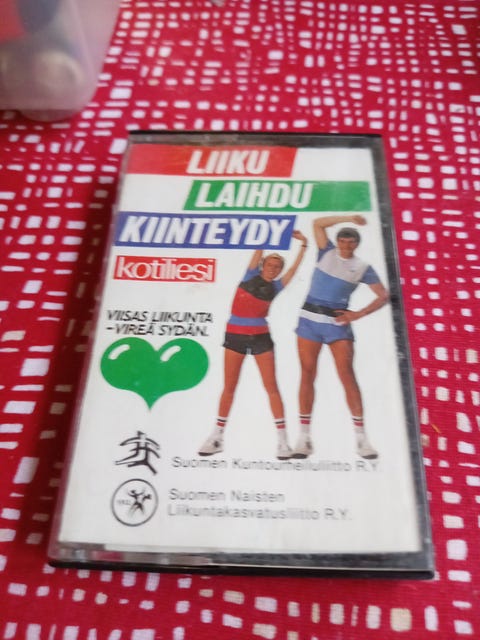 LIIKU
LAIHDU
KIINTEYDY
kotiliesi
VIISAS LIIKUNTA
-VIREÄ SYDÄN.
Suomen Kuntourheiluliitto R.Y.
Suomen Naisten
Liikuntakasvatusliitto R.Y.